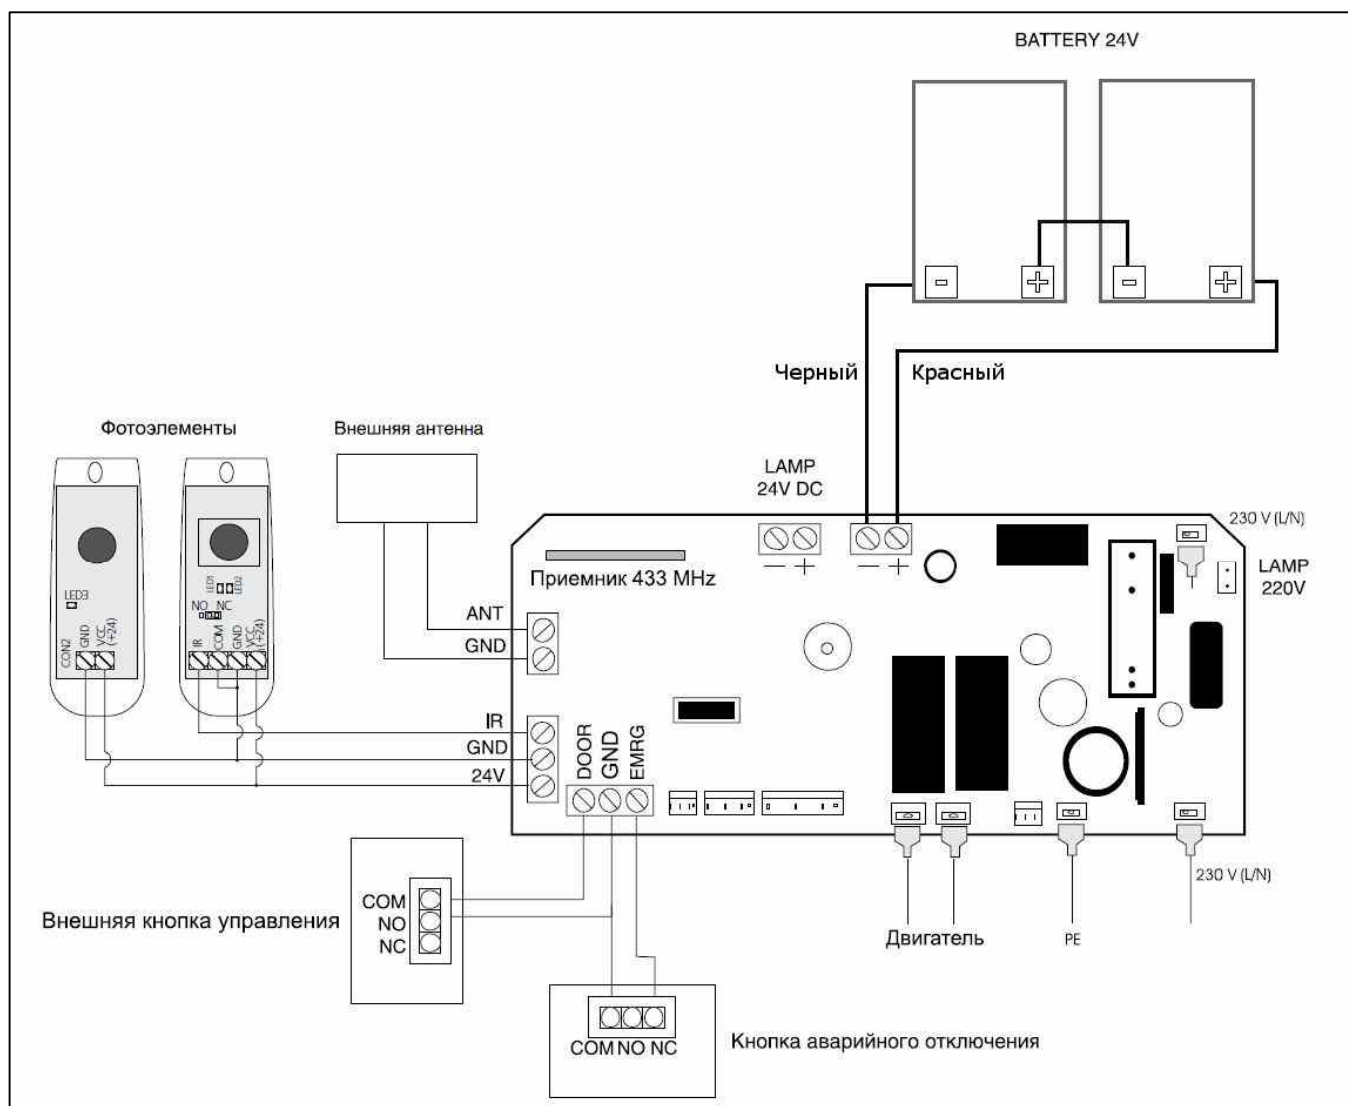 BATTERY 24V
Черный
Красный
Фотоэлементы
Внешняя антенна
LAMP
24V DC
230 V (L/N)
LAMP
220V
Приемник 433 MHz
LED3
CON2
GND
VCC
(+24)
LED1
LED2
NO
NC
IR
COM
GND
VCC
(+24)
ANT
GND
IR
GND
24V
DOOR
GND
EMRG
230 V (L/N)
Двигатель
PE
Внешняя кнопка управления
COM
NO
NC
COM NO NC
Кнопка аварийного отключения